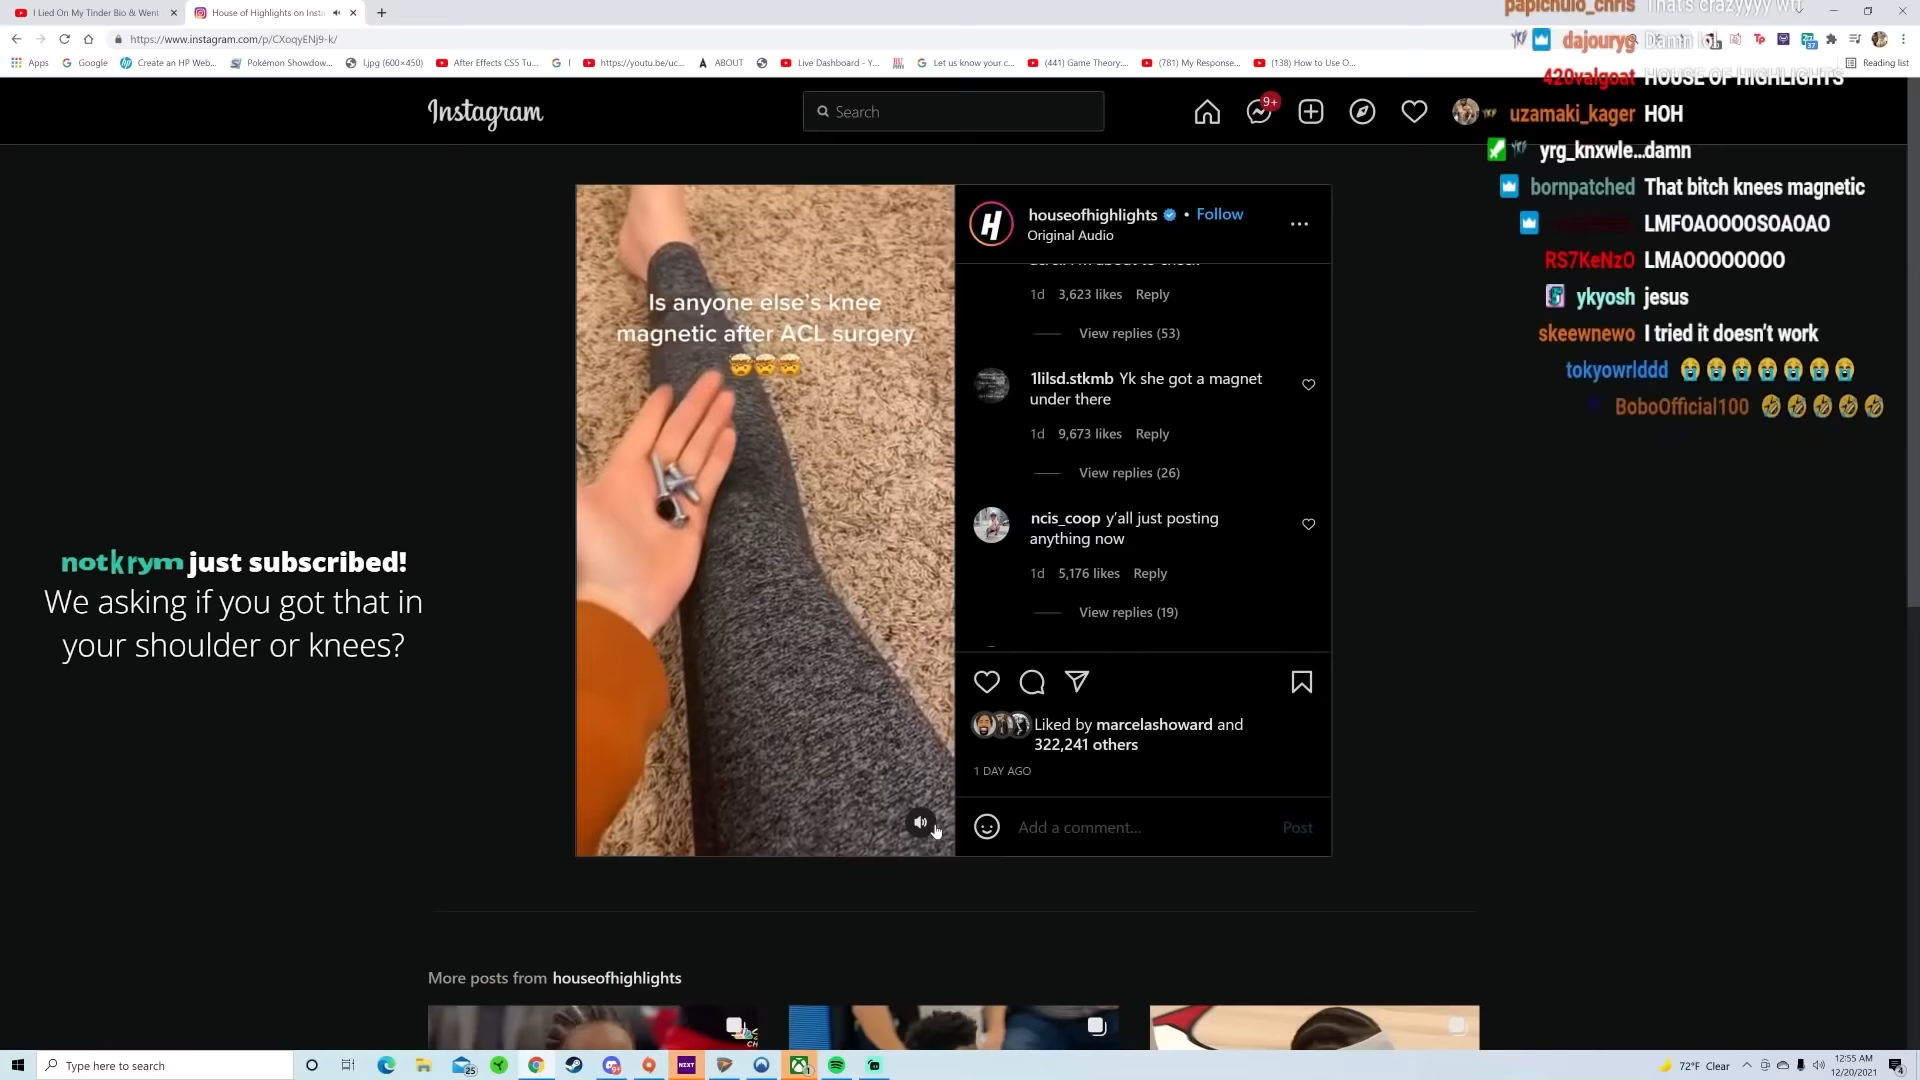 I Lied On My Tinder Bio & Went
House of Highlights on Insta
https://www.instagram.com/p/CXoqyENj9-k/
Apps
Google
Create an HP Web...
Pokémon Showdow...
l.jpg (600×450)
After Effects CS5 Tu...
https://youtu.be/uc...
ABOUT
Live Dashboard - Y...
Let us know your c...
(441) Game Theory:...
(781) My Response...
(138) How to Use O...
Reading list
Instagram
Search
9+
papichulo_chris That's crazyyyy wtf
dajouryg Damn lol
420valgoat HOUSE OF HIGHLIGHTS
uzamaki_kager HOH
yrg_knxwle...damn
bornpatched That bitch knees magnetic
LMFOAOOOOSOAOAO
RS7KeNzO LMAOOOOOOOO
ykyosh jesus
skeewnewo I tried it doesn't work
tokyowrlddd 😭😭😭😭😭😭😭
BoboOfficial100 🤣🤣🤣🤣🤣
notkrym just subscribed!
We asking if you got that in
your shoulder or knees?
Is anyone else's knee
magnetic after ACL surgery
🤯🤯🤯
houseofhighlights • Follow
Original Audio
1d 3,623 likes Reply
View replies (53)
1lilsd.stkmb Yk she got a magnet
under there
1d 9,673 likes Reply
View replies (26)
ncis_coop y'all just posting
anything now
1d 5,176 likes Reply
View replies (19)
Liked by marcelashoward and
322,241 others
1 DAY AGO
Add a comment... Post
More posts from houseofhighlights
Type here to search
25
NEXT
72°F Clear
12:55 AM
12/20/2021
4